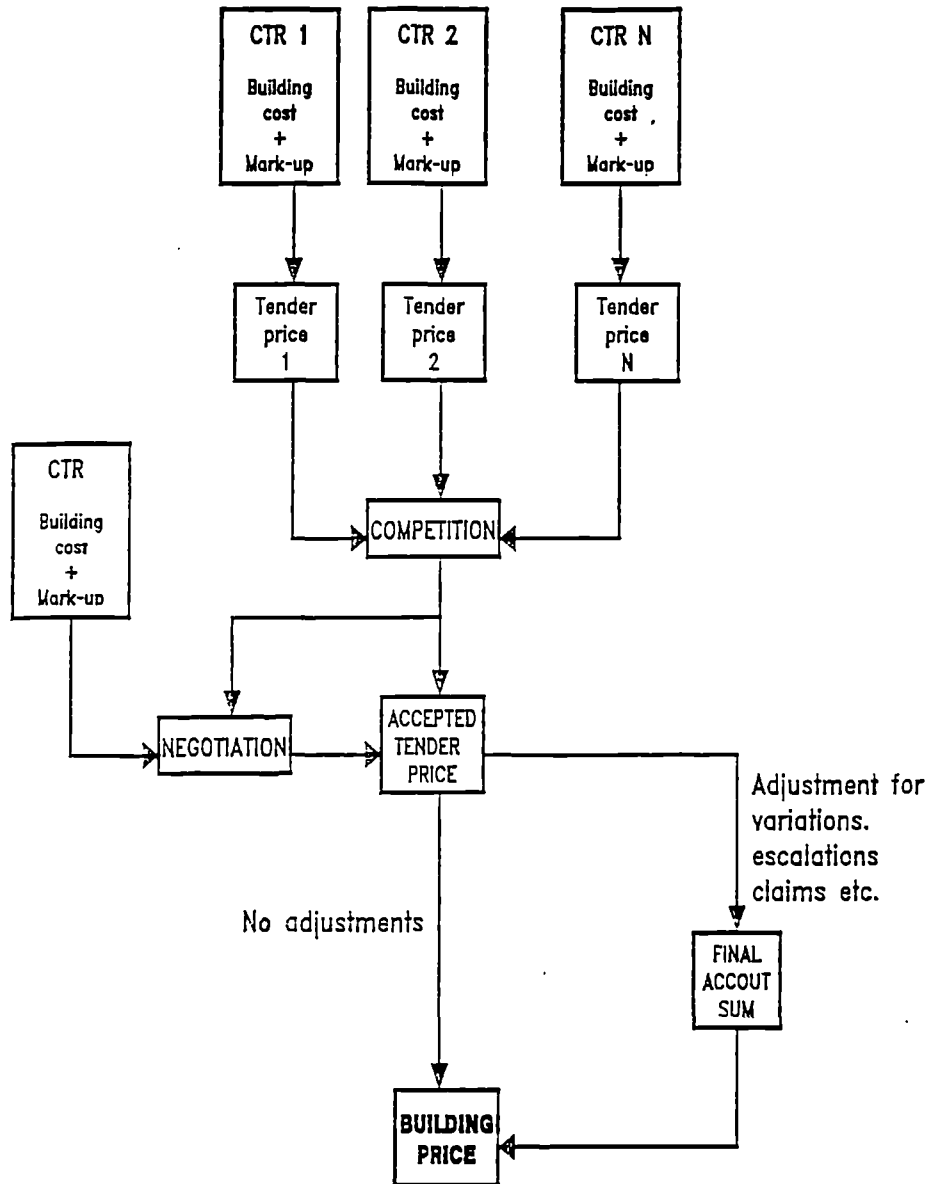 CTR 1
Building
cost
+
Mark-up
CTR 2
Building
cost
+
Mark-up
CTR N
Building
cost
+
Mark-up
Tender
price
1
Tender
price
2
Tender
price
N
COMPETITION
CTR
Building
cost
+
Mark-up
NEGOTIATION
ACCEPTED
TENDER
PRICE
Adjustment for
variations.
escalations
claims etc.
No adjustments
FINAL
ACCOUT
SUM
BUILDING
PRICE